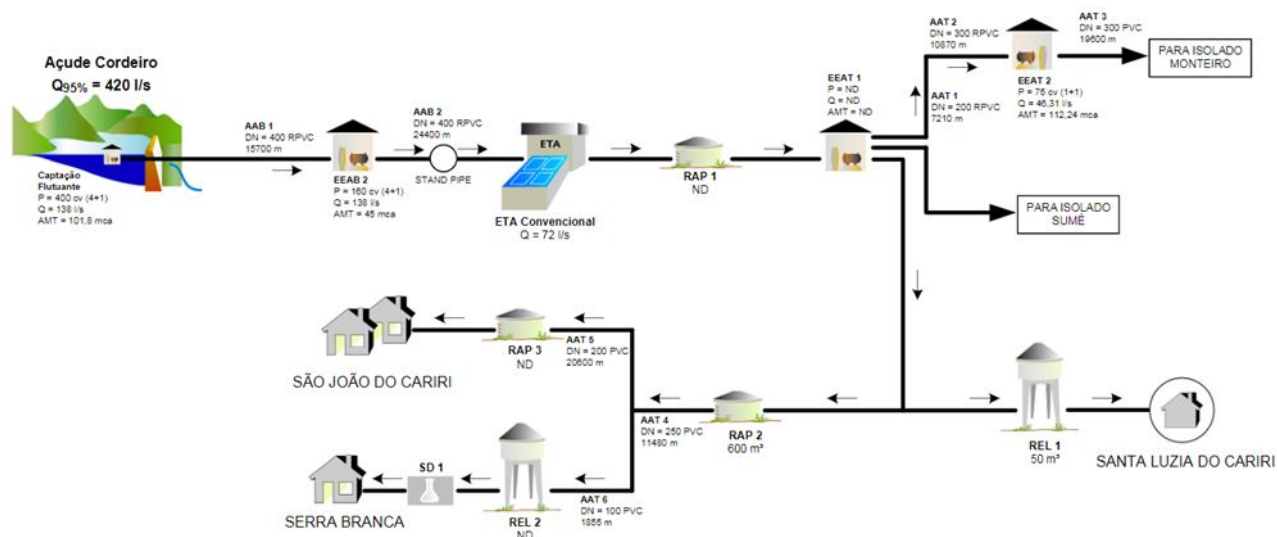 Açude Cordeiro
Q95% = 420 l/s
Captação
Flutuante
P = 400 cv (4+1)
Q = 138 l/s
AMT = 101,8 mca
AAB 1
DN = 400 RPVC
15700 m
EEAB 2
P = 160 cv (4+1)
Q = 138 l/s
AMT = 45 mca
AAB 2
DN = 400 RPVC
24400 m
STAND PIPE
ETA
ETA Convencional
Q = 72 l/s
RAP 1
ND
EEAT 1
P = ND
Q = ND
AMT = ND
AAT 2
DN = 300 RPVC
10870 m
AAT 1
DN = 200 RPVC
7210 m
EEAT 2
P = 75 cv (1+1)
Q = 46,31 l/s
AMT = 112,24 mca
AAT 3
DN = 300 PVC
19600 m
PARA ISOLADO
MONTEIRO
PARA ISOLADO
SUMÉ
SÃO JOÃO DO CARIRI
RAP 3
ND
AAT 5
DN = 200 PVC
20600 m
AAT 4
DN = 250 PVC
11480 m
RAP 2
600 m³
REL 1
50 m³
SANTA LUZIA DO CARIRI
SERRA BRANCA
SD 1
REL 2
ND
AAT 6
DN = 100 PVC
1855 m